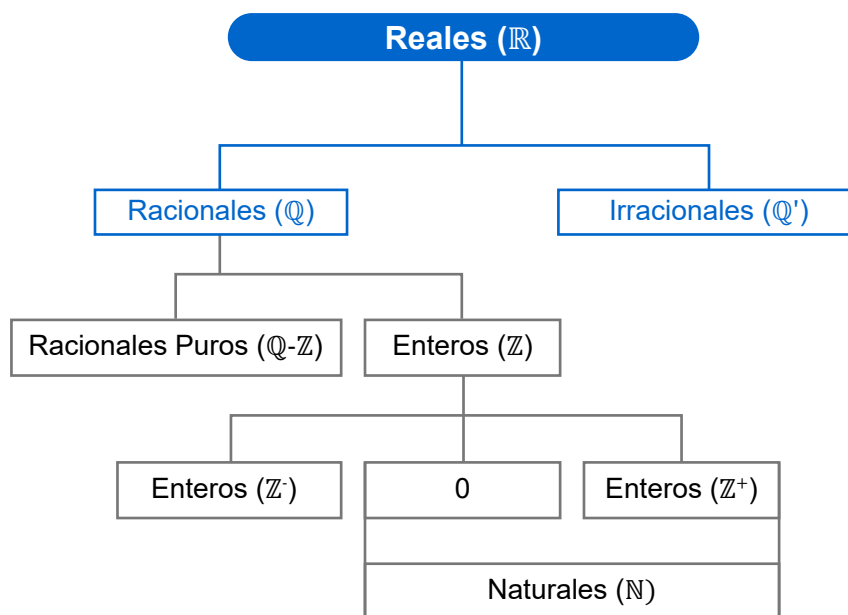 Reales (ℝ)
Racionales (ℚ)
Irracionales (ℚ')
Racionales Puros (ℚ-ℤ)
Enteros (ℤ)
Enteros (ℤ⁻)
0
Enteros (ℤ⁺)
Naturales (ℕ)